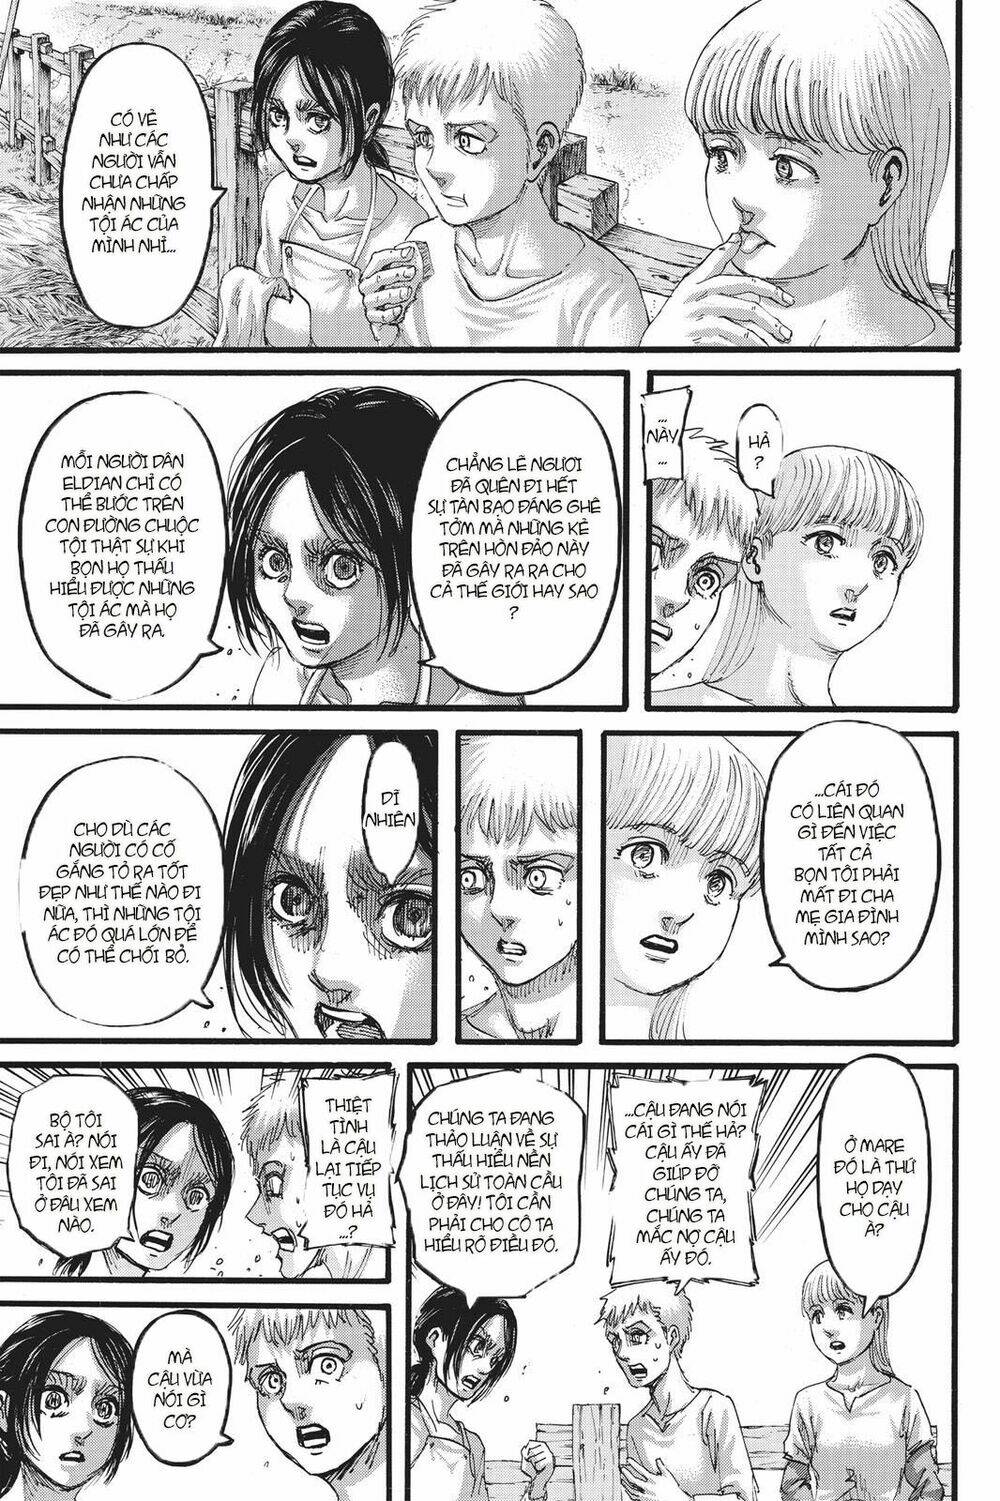 CÓ VẺ
NHƯ CÁC
NGƯỜI VẪN
CHƯA CHẤP
NHẬN NHỮNG
TỘI ÁC CỦA
MÌNH NHỈ...
...
NÀY
...
HẢ
?
CHẲNG LẼ NGƯƠI
ĐÃ QUÊN ĐI HẾT
SỰ TÀN BẠO ĐÁNG GHÊ
TỞM MÀ NHỮNG KẺ
TRÊN HÒN ĐẢO NÀY
ĐÃ GÂY RA RA CHO
CẢ THẾ GIỚI HAY SAO
?
MỖI NGƯỜI DÂN
ELDIAN CHỈ CÓ
THỂ BƯỚC TRÊN
CON ĐƯỜNG CHUỘC
TỘI THẬT SỰ KHI
BỌN HỌ THẤU
HIỂU ĐƯỢC NHỮNG
TỘI ÁC MÀ HỌ
ĐÃ GÂY RA.
...CÁI ĐÓ
CÓ LIÊN QUAN
GÌ ĐẾN VIỆC
TẤT CẢ
BỌN TÔI PHẢI
MẤT ĐI CHA
MẸ GIA ĐÌNH
MÌNH SAO?
DĨ
NHIÊN
CHO DÙ CÁC
NGƯỜI CÓ CỐ
GẮNG TỎ RA TỐT
ĐẸP NHƯ THẾ NÀO ĐI
NỮA, THÌ NHỮNG TỘI
ÁC ĐÓ QUÁ LỚN ĐỂ
CÓ THỂ CHỐI BỎ.
Ở MARE
ĐÓ LÀ THỨ
HỌ DẠY
CHO CẬU
À?
...CẬU ĐANG NÓI
CÁI GÌ THẾ HẢ?
CẬU ẤY ĐÃ
GIÚP ĐỠ
CHÚNG TA,
CHÚNG TA
MẮC NỢ CẬU
ẤY ĐÓ.
CHÚNG TA ĐANG
THẢO LUẬN VỀ SỰ
THẤU HIỂU NỀN
LỊCH SỬ TOÀN CẦU
Ở ĐÂY! TÔI CẦN
PHẢI CHO CÔ TA
HIỂU RÕ ĐIỀU ĐÓ.
THIỆT
TÌNH
LÀ CẬU
LẠI TIẾP
TỤC VỤ
ĐÓ HẢ
...?
BỘ TÔI
SAI À? NÓI
ĐI, NÓI XEM
TÔI ĐÃ SAI
Ở ĐÂU XEM
NÀO.
MÀ
CẬU VỪA
NÓI GÌ
CƠ?